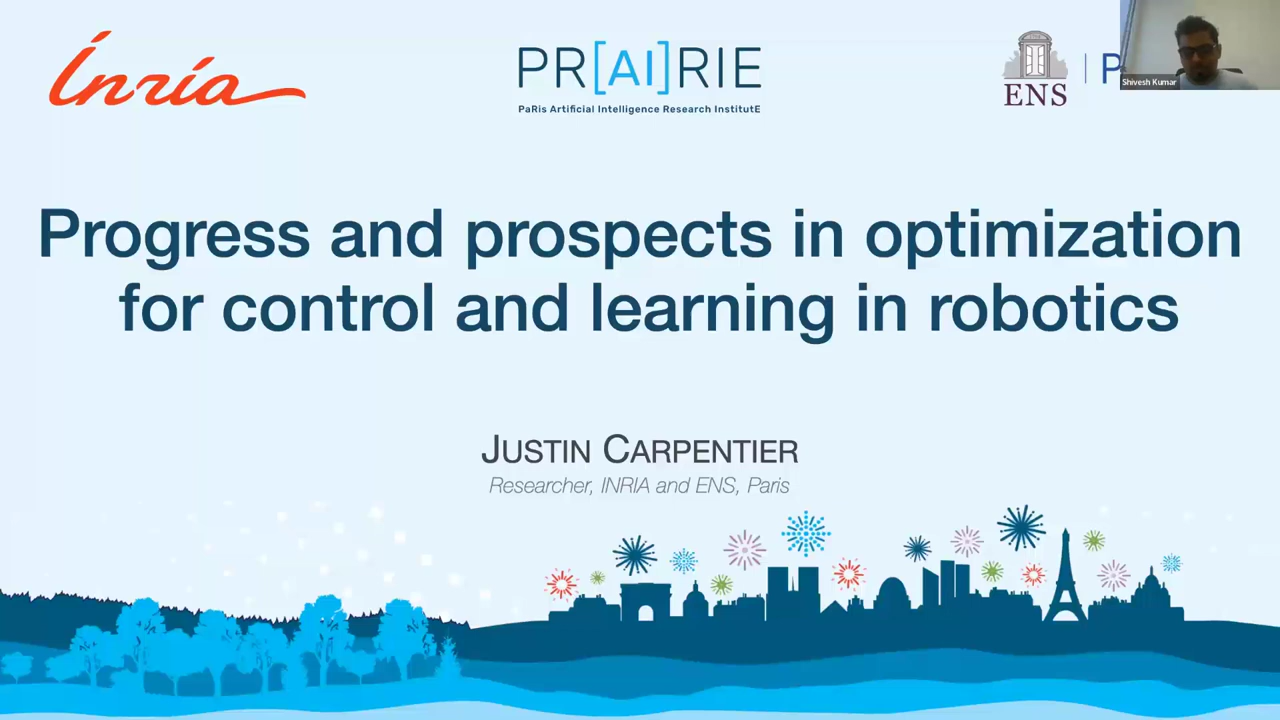 Inria
PR[AI]RIE
PaRis Artificial Intelligence Research InstitutE
ENS
P
Shivesh Kumar
Progress and prospects in optimization
for control and learning in robotics
JUSTIN CARPENTIER
Researcher, INRIA and ENS, Paris